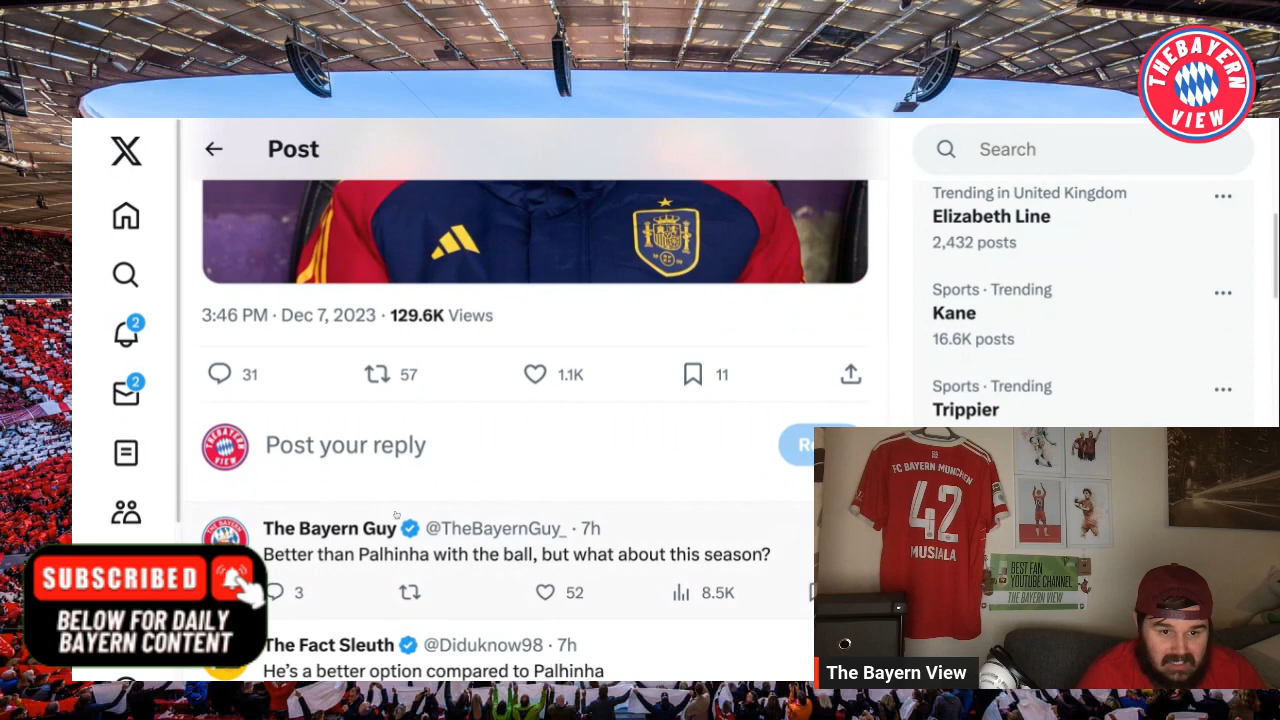 THE BAYERN
VIEW
X
Post
Search
Trending in United Kingdom
Elizabeth Line
2,432 posts
Sports · Trending
Kane
16.6K posts
Sports · Trending
Trippier
3:46 PM · Dec 7, 2023 · 129.6K Views
31
57
1.1K
11
2
2
Post your reply
The Bayern Guy @TheBayernGuy_ · 7h
Better than Palhinha with the ball, but what about this season?
3
52
8.5K
The Fact Sleuth @Diduknow98 · 7h
He's a better option compared to Palhinha
SUBSCRIBED
BELOW FOR DAILY
BAYERN CONTENT
FC BAYERN MÜNCHEN
42
MUSIALA
BEST FAN
YOUTUBE CHANNEL
THE BAYERN VIEW
The Bayern View